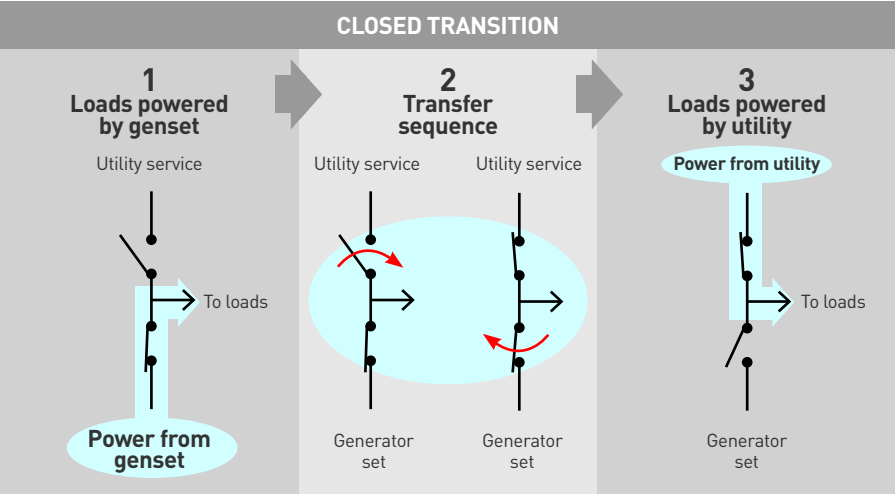 CLOSED TRANSITION
1
Loads powered
by genset
Utility service
To loads
Power from
genset
2
Transfer
sequence
Utility service
Utility service
Generator
set
Generator
set
3
Loads powered
by utility
Power from utility
To loads
Generator
set